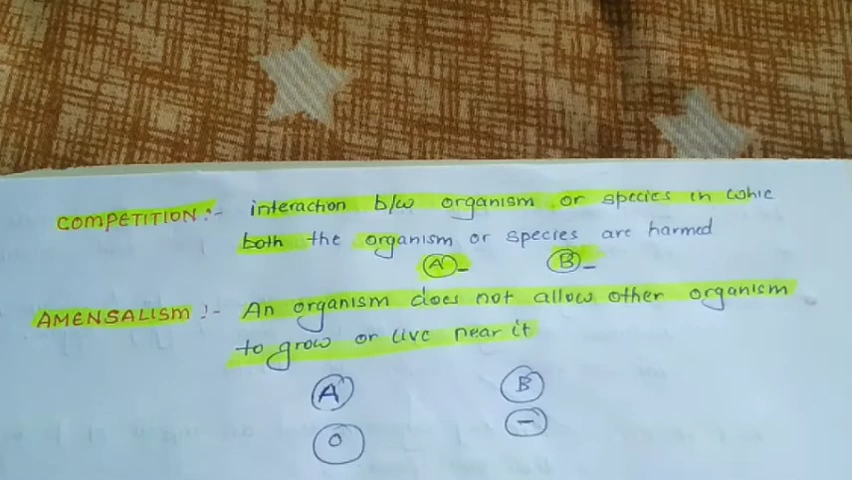 COMPETITION :- interaction b/w organism or species in whic
both the organism or species are harmed
A - B -
AMENSALISM :- An organism does not allow other organism
to grow or live near it
A B
0 -